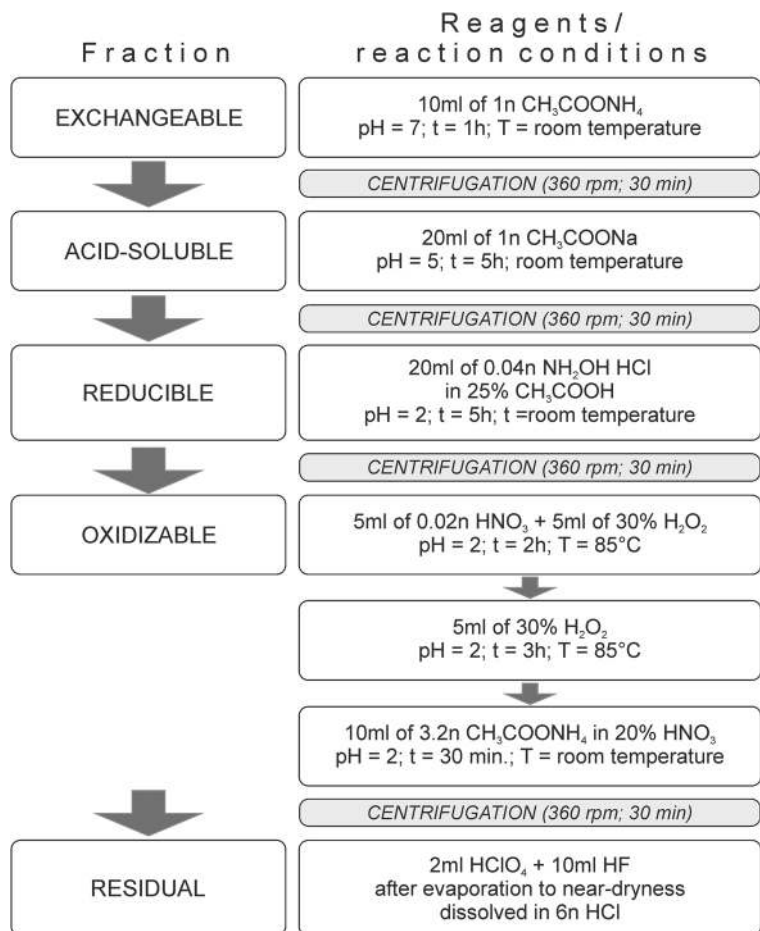 Fraction
Reagents/
reaction conditions
EXCHANGEABLE
10ml of 1n CH₃COONH₄
pH = 7; t = 1h; T = room temperature
CENTRIFUGATION (360 rpm; 30 min)
ACID-SOLUBLE
20ml of 1n CH₃COONa
pH = 5; t = 5h; room temperature
CENTRIFUGATION (360 rpm; 30 min)
REDUCIBLE
20ml of 0.04n NH₂OH HCl
in 25% CH₃COOH
pH = 2; t = 5h; t =room temperature
CENTRIFUGATION (360 rpm; 30 min)
OXIDIZABLE
5ml of 0.02n HNO₃ + 5ml of 30% H₂O₂
pH = 2; t = 2h; T = 85°C
5ml of 30% H₂O₂
pH = 2; t = 3h; T = 85°C
10ml of 3.2n CH₃COONH₄ in 20% HNO₃
pH = 2; t = 30 min.; T = room temperature
CENTRIFUGATION (360 rpm; 30 min)
RESIDUAL
2ml HClO₄ + 10ml HF
after evaporation to near-dryness
dissolved in 6n HCl